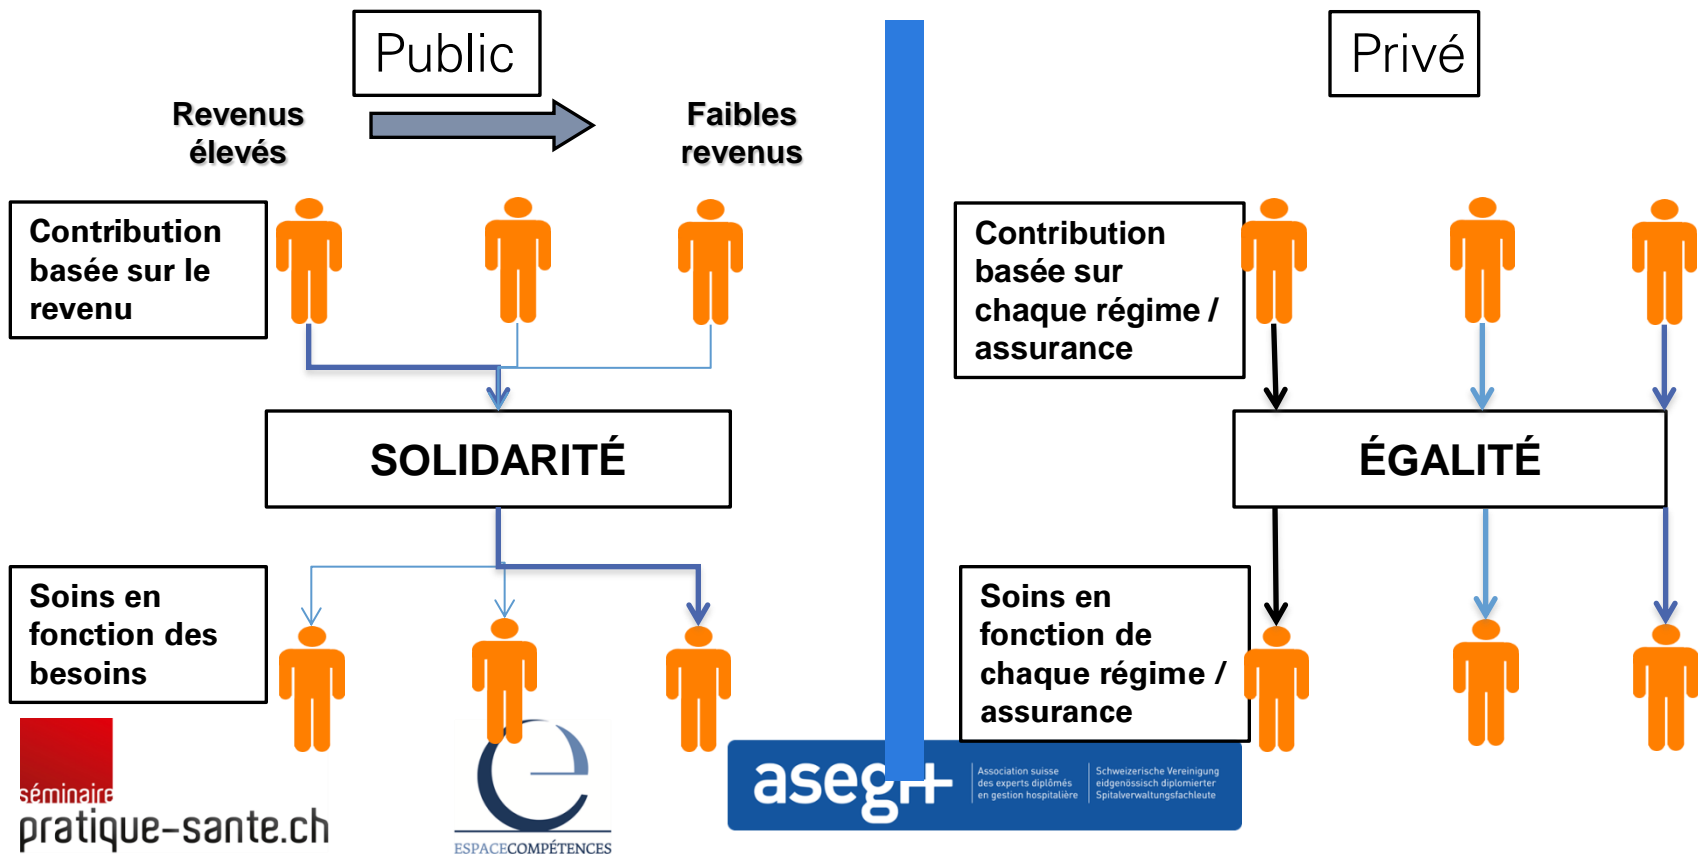 Public
Revenus
élevés
Faibles
revenus
Contribution
basée sur le
revenu
SOLIDARITÉ
Soins en
fonction des
besoins
Privé
Contribution
basée sur
chaque régime /
assurance
ÉGALITÉ
Soins en
fonction de
chaque régime /
assurance
séminaire
pratique-sante.ch
ESPACECOMPÉTENCES
Association suisse
des experts diplômés
en gestion hospitalière
Schweizerische Vereinigung
eidgenössisch diplomierter
Spitalverwaltungsfachleute